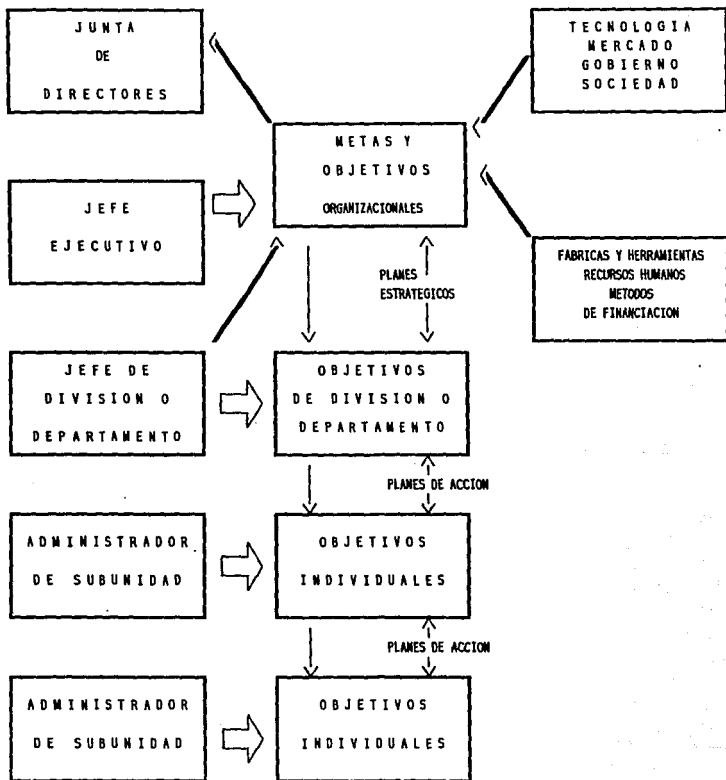 JUNTA
DE
DIRECTORES
TECNOLOGIA
MERCADO
GOBIERNO
SOCIEDAD
METAS Y
OBJETIVOS
ORGANIZACIONALES
JEFE
EJECUTIVO
FABRICAS Y HERRAMIENTAS
RECURSOS HUMANOS
METODOS
DE FINANCIACION
PLANES
ESTRATEGICOS
JEFE DE
DIVISION O
DEPARTAMENTO
OBJETIVOS
DE DIVISION O
DEPARTAMENTO
PLANES DE ACCION
ADMINISTRADOR
DE SUBUNIDAD
OBJETIVOS
INDIVIDUALES
PLANES DE ACCION
ADMINISTRADOR
DE SUBUNIDAD
OBJETIVOS
INDIVIDUALES